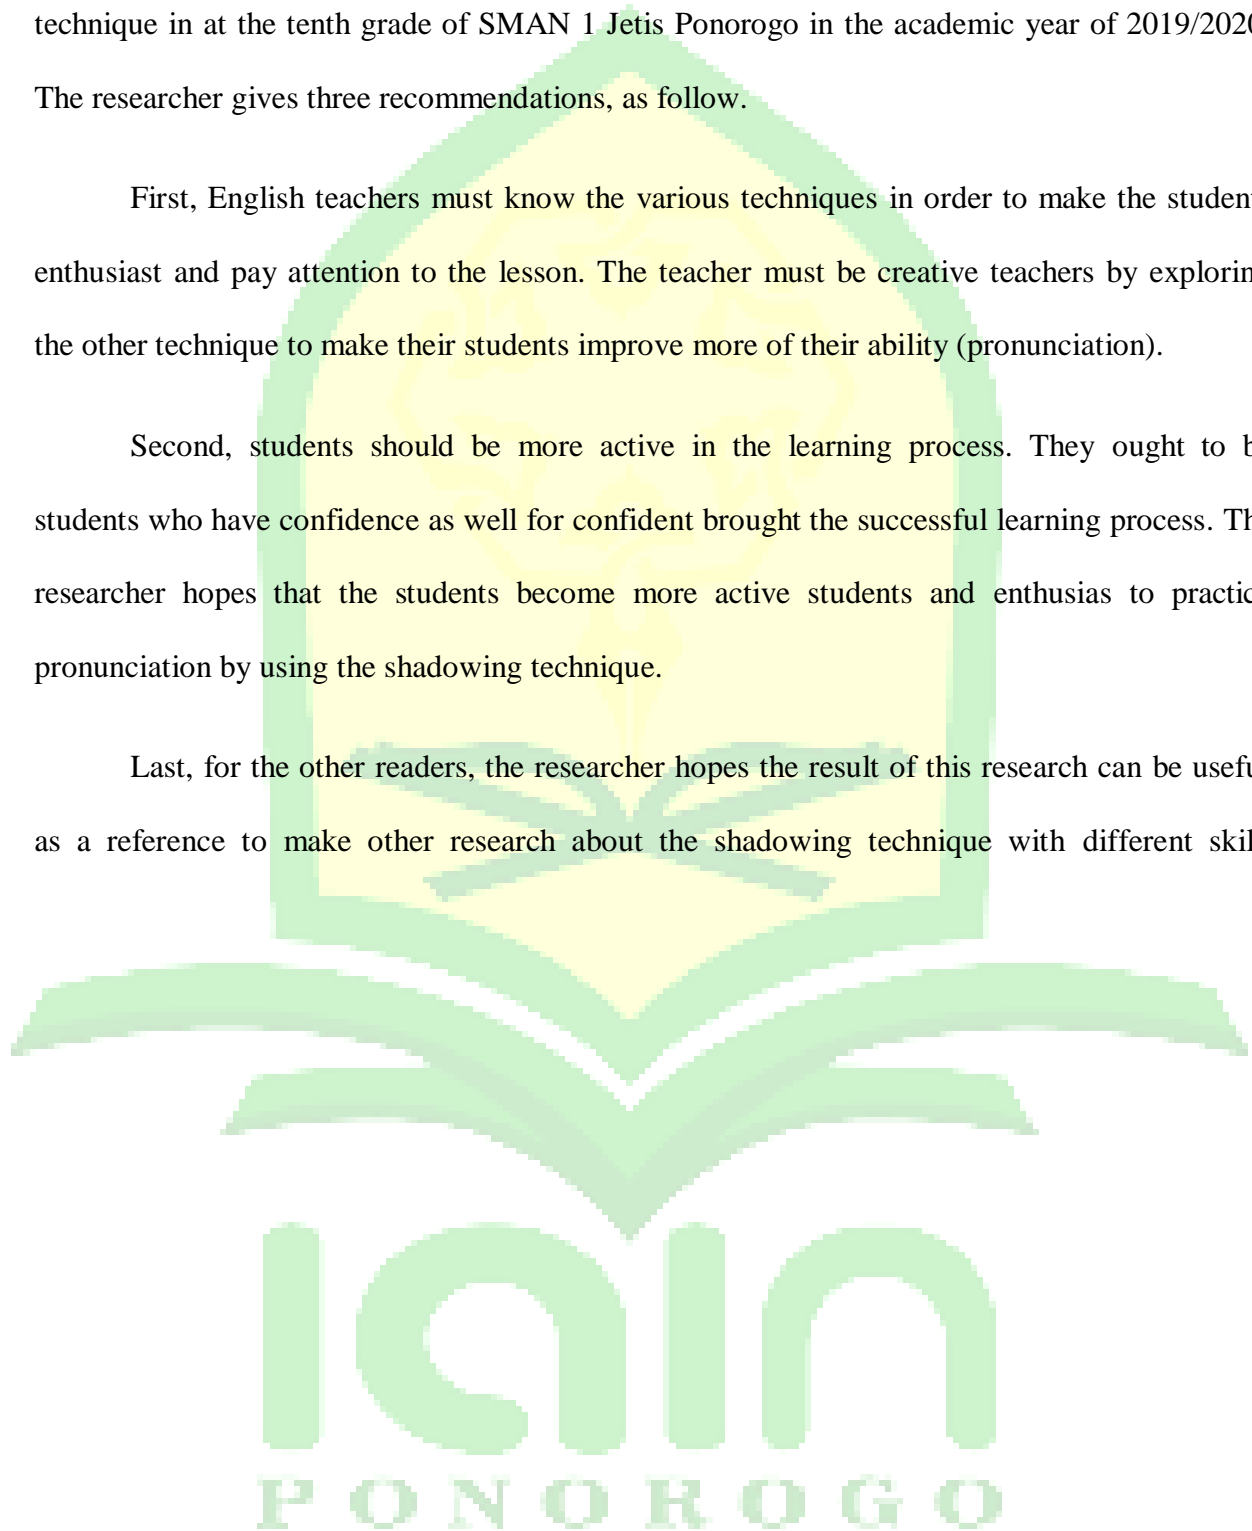 technique in at the tenth grade of SMAN 1 Jetis Ponorogo in the academic year of 2019/2020
The researcher gives three recommendations, as follow.
First, English teachers must know the various techniques in order to make the student
enthusiast and pay attention to the lesson. The teacher must be creative teachers by explorin
the other technique to make their students improve more of their ability (pronunciation).
Second, students should be more active in the learning process. They ought to b
students who have confidence as well for confident brought the successful learning process. Th
researcher hopes that the students become more active students and enthusias to practic
pronunciation by using the shadowing technique.
Last, for the other readers, the researcher hopes the result of this research can be usefu
as a reference to make other research about the shadowing technique with different skil
iain
PONOROGO